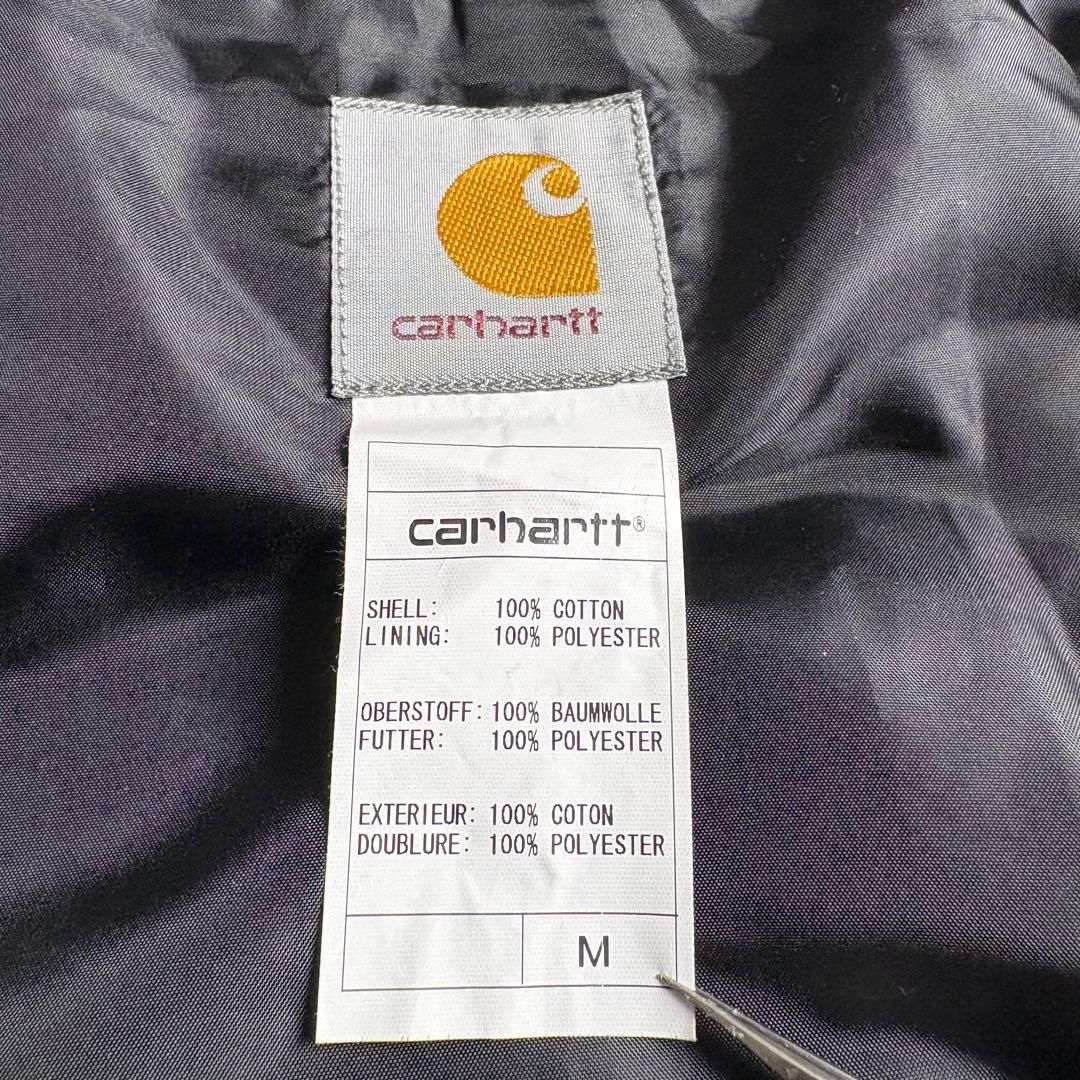 carhartt
carhartt®
SHELL: 100% COTTON
LINING: 100% POLYESTER
OBERSTOFF: 100% BAUMWOLLE
FUTTER: 100% POLYESTER
EXTERIEUR: 100% COTON
DOUBLURE: 100% POLYESTER
M